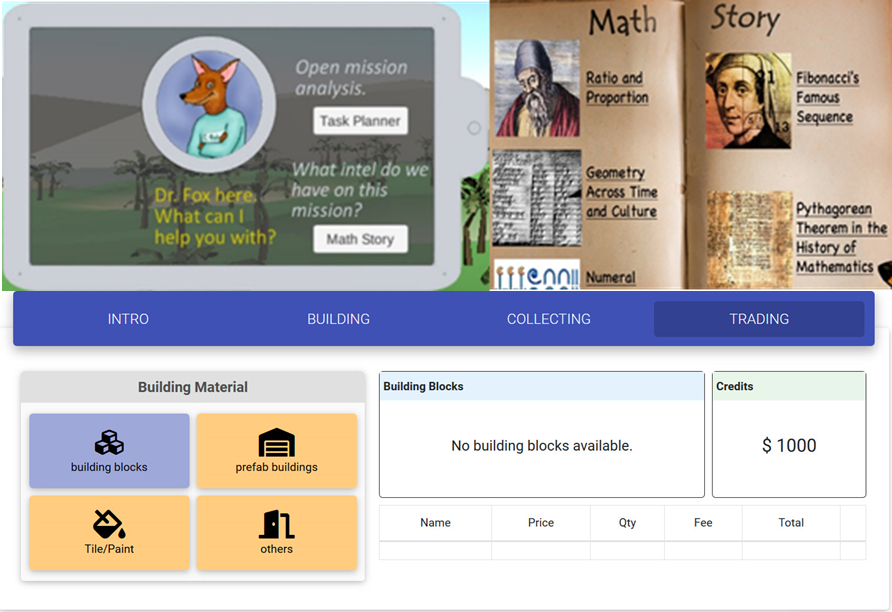 Open mission
analysis.
Task Planner
What intel do we
have on this
mission?
Math Story
Dr. Fox here.
What can I
help you with?
Math
Ratio and
Proportion
Geometry
Across Time
and Culture
Numeral
Story
21
13
Fibonacci's
Famous
Sequence
Pythagorean
Theorem in the
History of
Mathematics
INTRO
BUILDING
COLLECTING
TRADING
Building Material
building blocks
prefab buildings
Tile/Paint
others
Building Blocks
No building blocks available.
Credits
$ 1000
Name
Price
Qty
Fee
Total